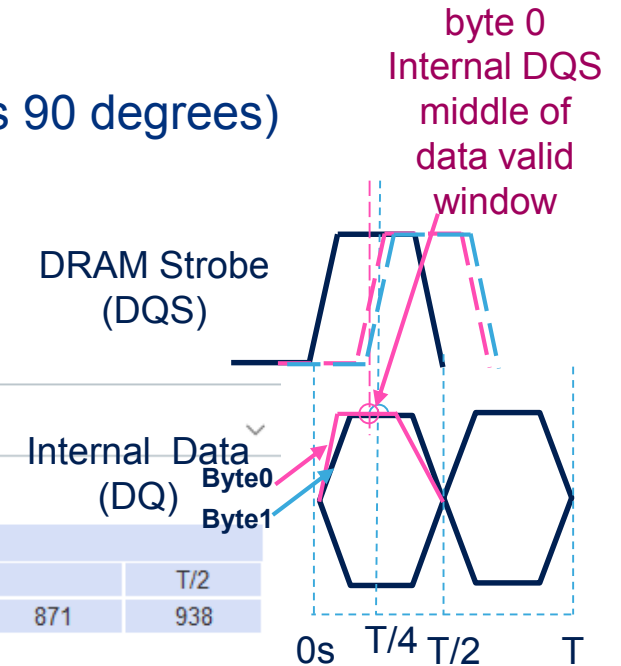 byte 0
Internal DQS
middle of
data valid
window
s 90 degrees)
DRAM Strobe
(DQS)
Internal Data
(DQ)
Byte0
Byte1
T/2
871 938
0s T/4 T/2 T